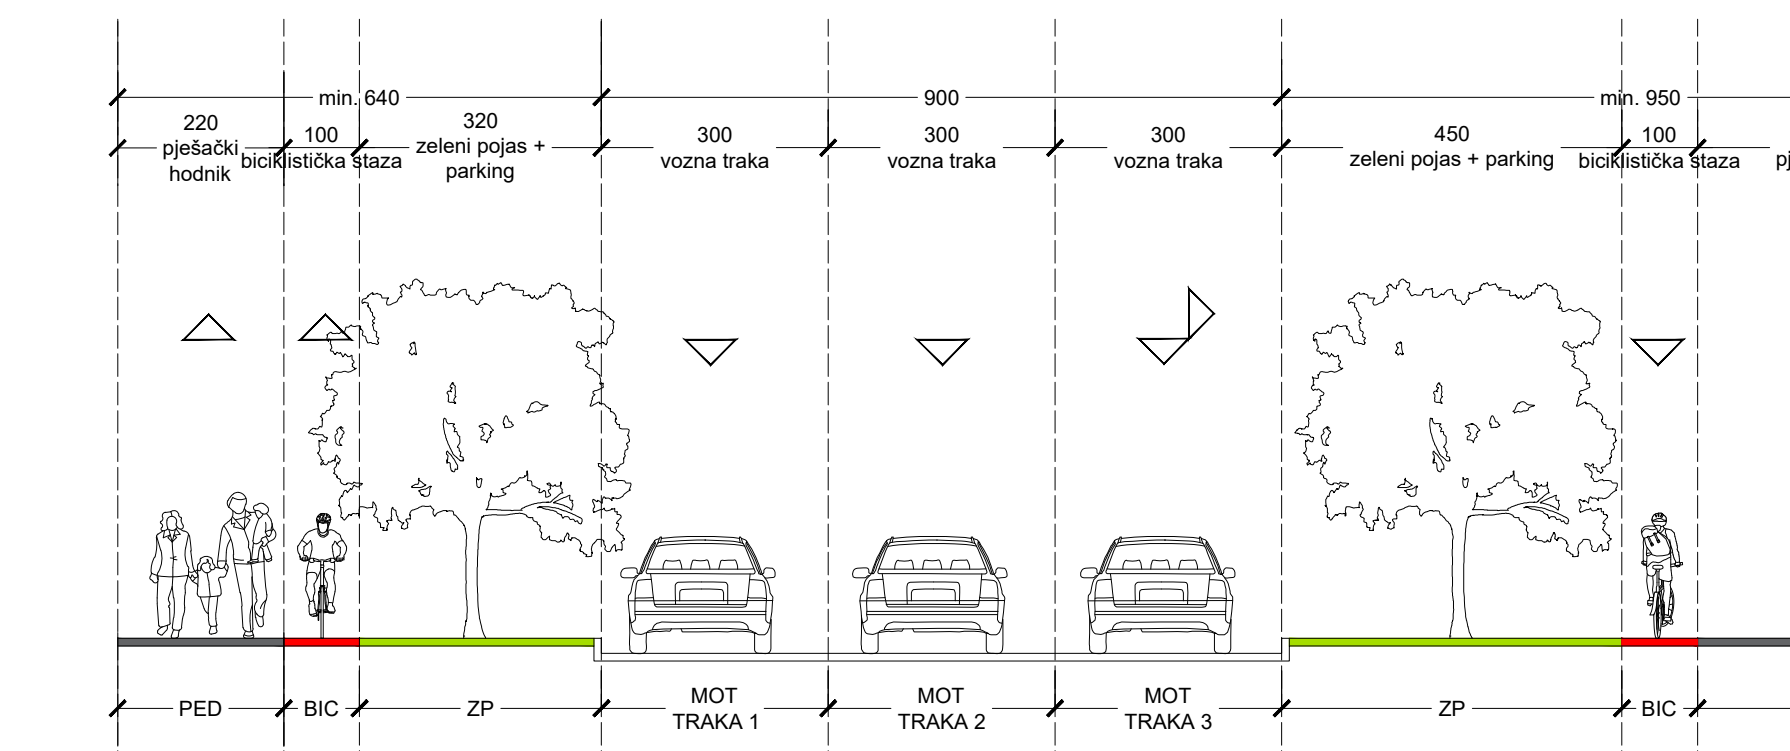 min. 640
900
min. 950
220
pješački
hodnik
100
biciklistička staza
320
zeleni pojas +
parking
300
vozna traka
300
vozna traka
300
vozna traka
450
zeleni pojas + parking
100
biciklistička staza
pj
PED
BIC
ZP
MOT
TRAKA 1
MOT
TRAKA 2
MOT
TRAKA 3
ZP
BIC